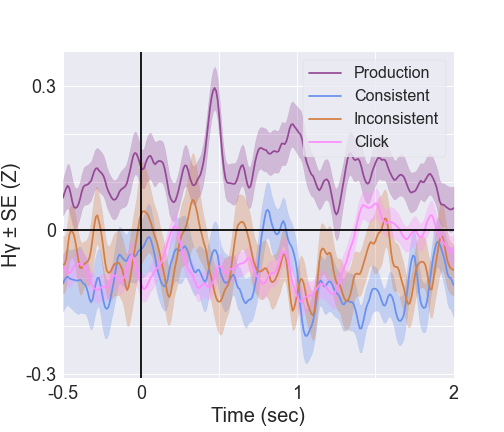 Production
Consistent
Inconsistent
Click
Hγ ± SE (Z)
0.3
0
-0.3
-0.5
0
1
2
Time (sec)